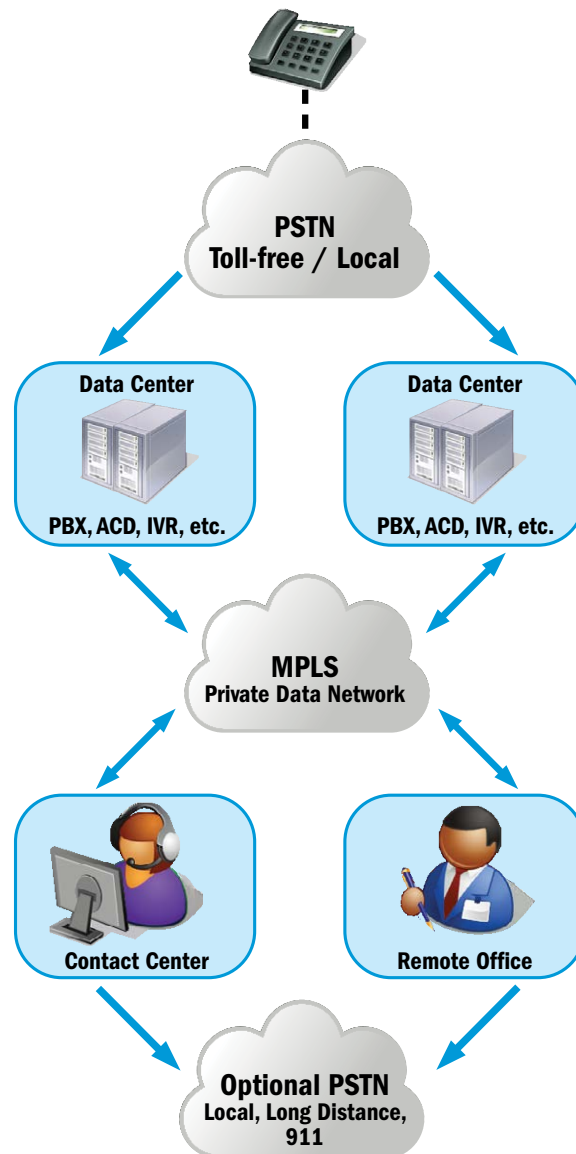 PSTN
Toll-free / Local
Data Center
PBX, ACD, IVR, etc.
Data Center
PBX, ACD, IVR, etc.
MPLS
Private Data Network
Contact Center
Remote Office
Optional PSTN
Local, Long Distance,
911